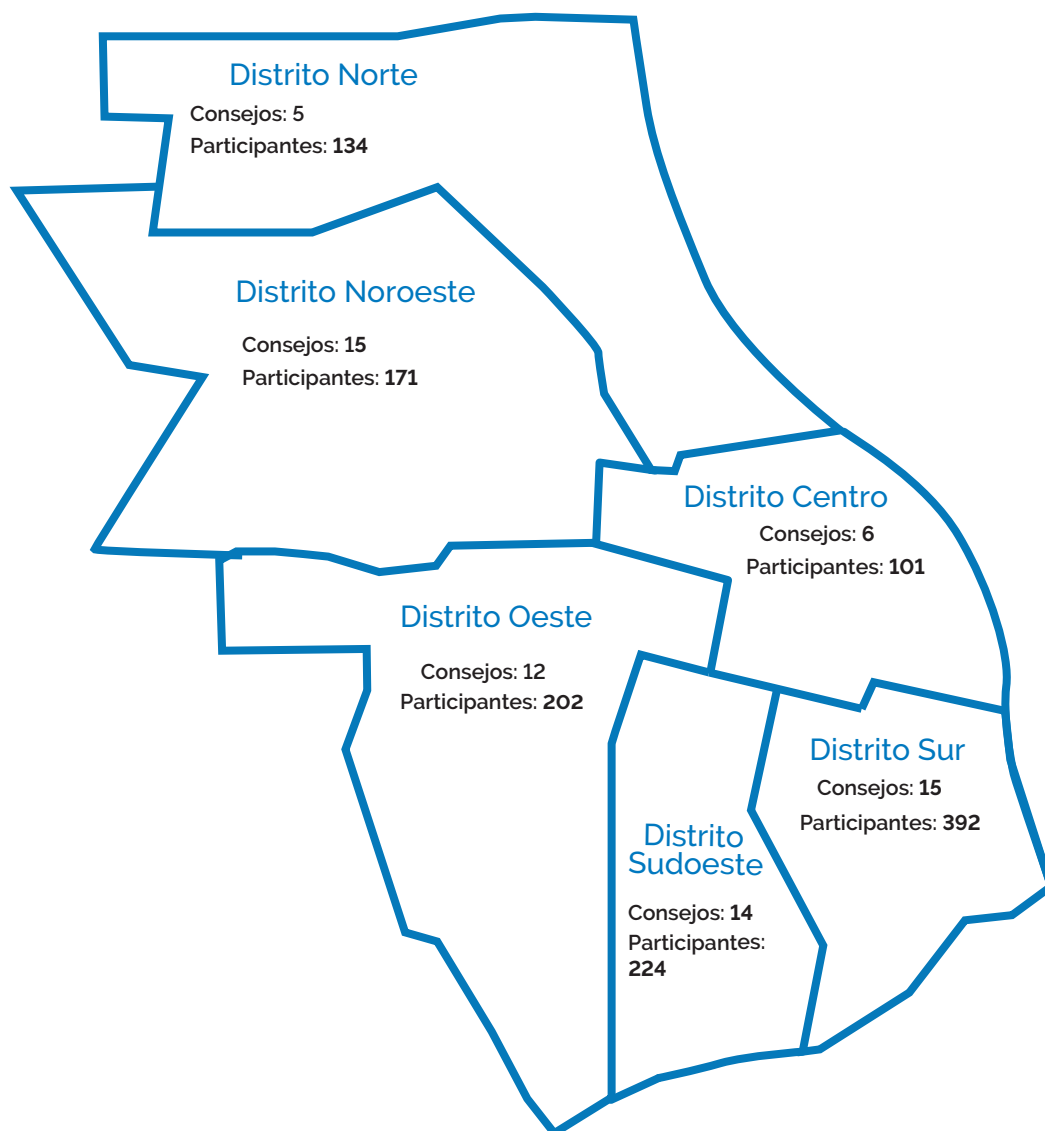 Distrito Norte
Consejos: 5
Participantes: 134
Distrito Noroeste
Consejos: 15
Participantes: 171
Distrito Centro
Consejos: 6
Participantes: 101
Distrito Oeste
Consejos: 12
Participantes: 202
Distrito Sur
Consejos: 15
Participantes: 392
Distrito
Sudoeste
Consejos: 14
Participantes:
224